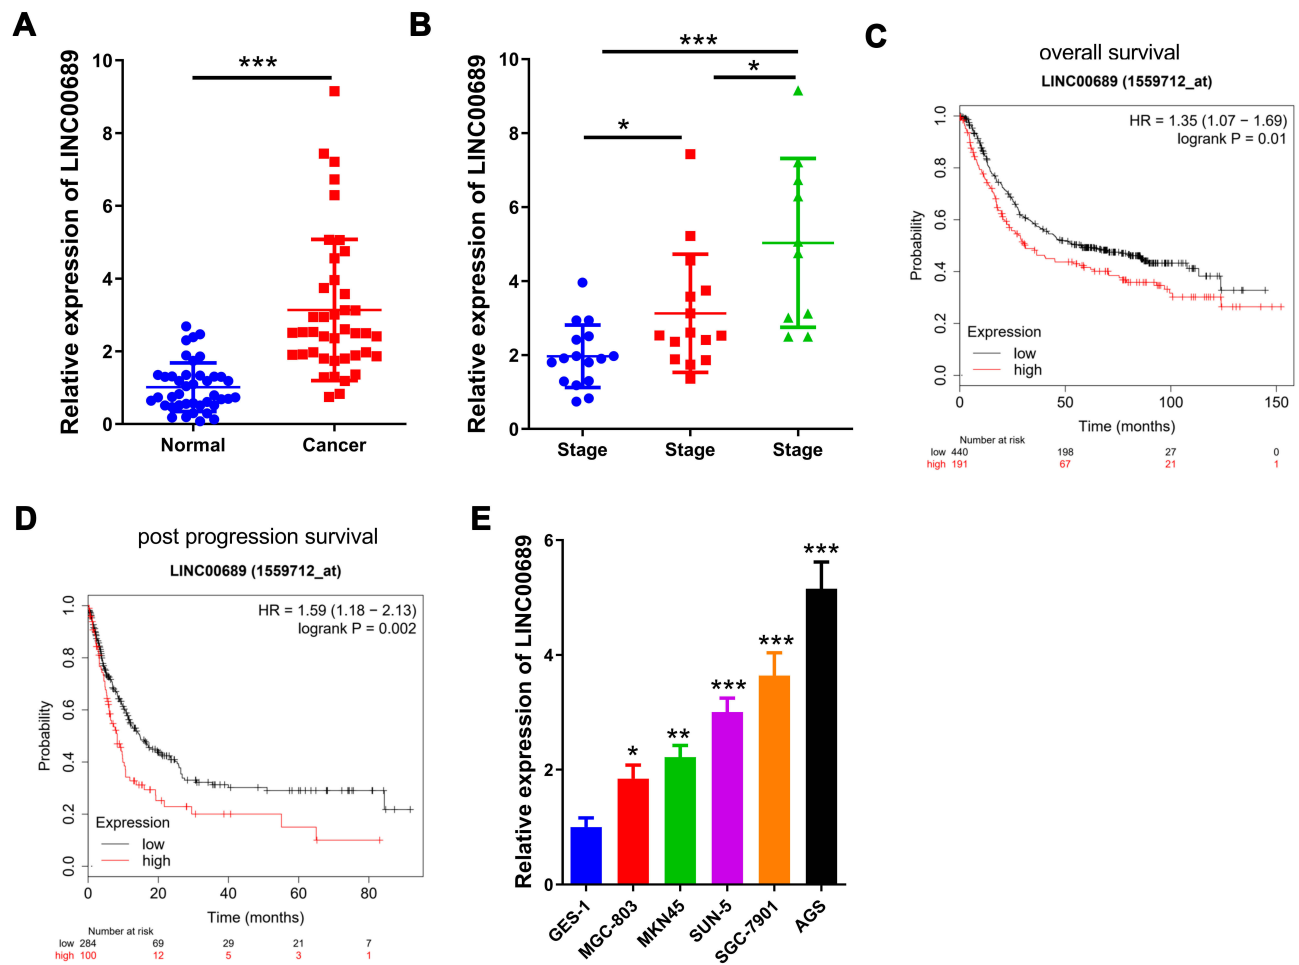 A
Relative expression of LINC00689
10
8
6
4
2
0
***
Normal
Cancer
B
Relative expression of LINC00689
10
8
6
4
2
0
***
*
*
Stage
Stage
Stage
C
overall survival
LINC00689 (1559712_at)
HR = 1.35 (1.07 − 1.69)
logrank P = 0.01
Probability
1.0
0.8
0.6
0.4
0.2
0.0
Expression
low
high
0 50 100 150
Time (months)
Number at risk
low 440 198 27 0
high 191 67 21 1
D
post progression survival
LINC00689 (1559712_at)
HR = 1.59 (1.18 − 2.13)
logrank P = 0.002
Probability
1.0
0.8
0.6
0.4
0.2
0.0
Expression
low
high
0 20 40 60 80
Time (months)
Number at risk
low 284 69 29 21 7
high 100 12 5 3 1
E
Relative expression of LINC00689
6
4
2
0
*
**
***
***
***
GES-1
MGC-803
MKN45
SUN-5
SGC-7901
AGS